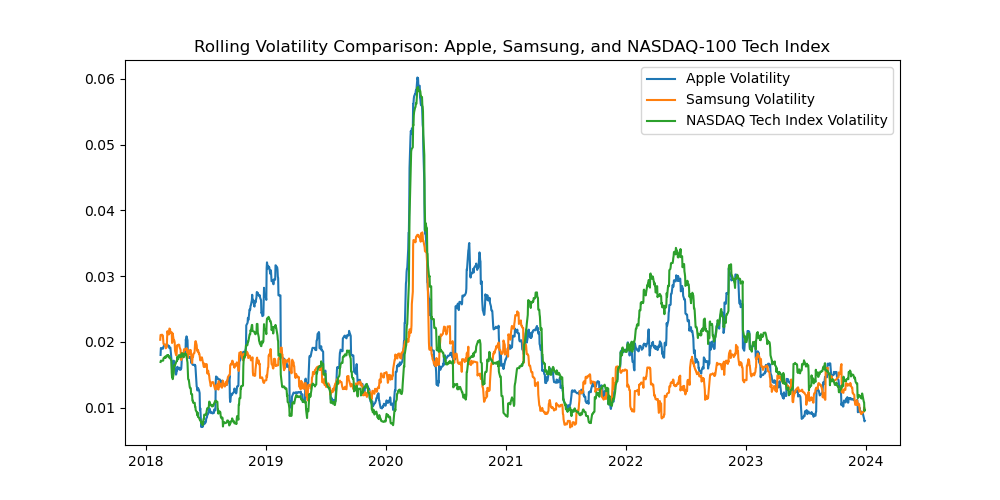 Rolling Volatility Comparison: Apple, Samsung, and NASDAQ-100 Tech Index
Apple Volatility
Samsung Volatility
NASDAQ Tech Index Volatility
0.06
0.05
0.04
0.03
0.02
0.01
2018 2019 2020 2021 2022 2023 2024